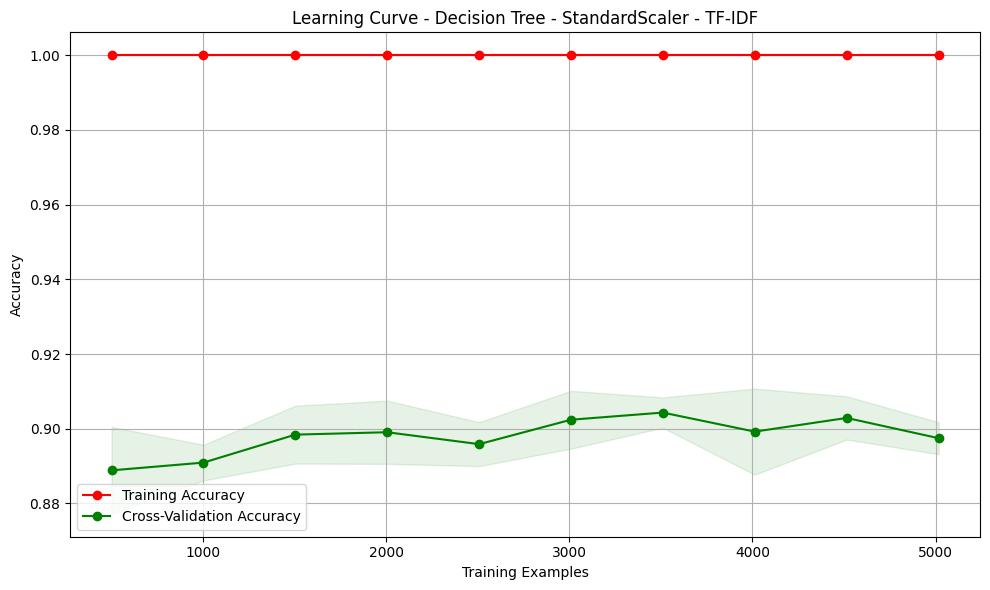 Learning Curve - Decision Tree - StandardScaler - TF-IDF
Accuracy
1.00
0.98
0.96
0.94
0.92
0.90
0.88
Training Accuracy
Cross-Validation Accuracy
1000 2000 3000 4000 5000
Training Examples